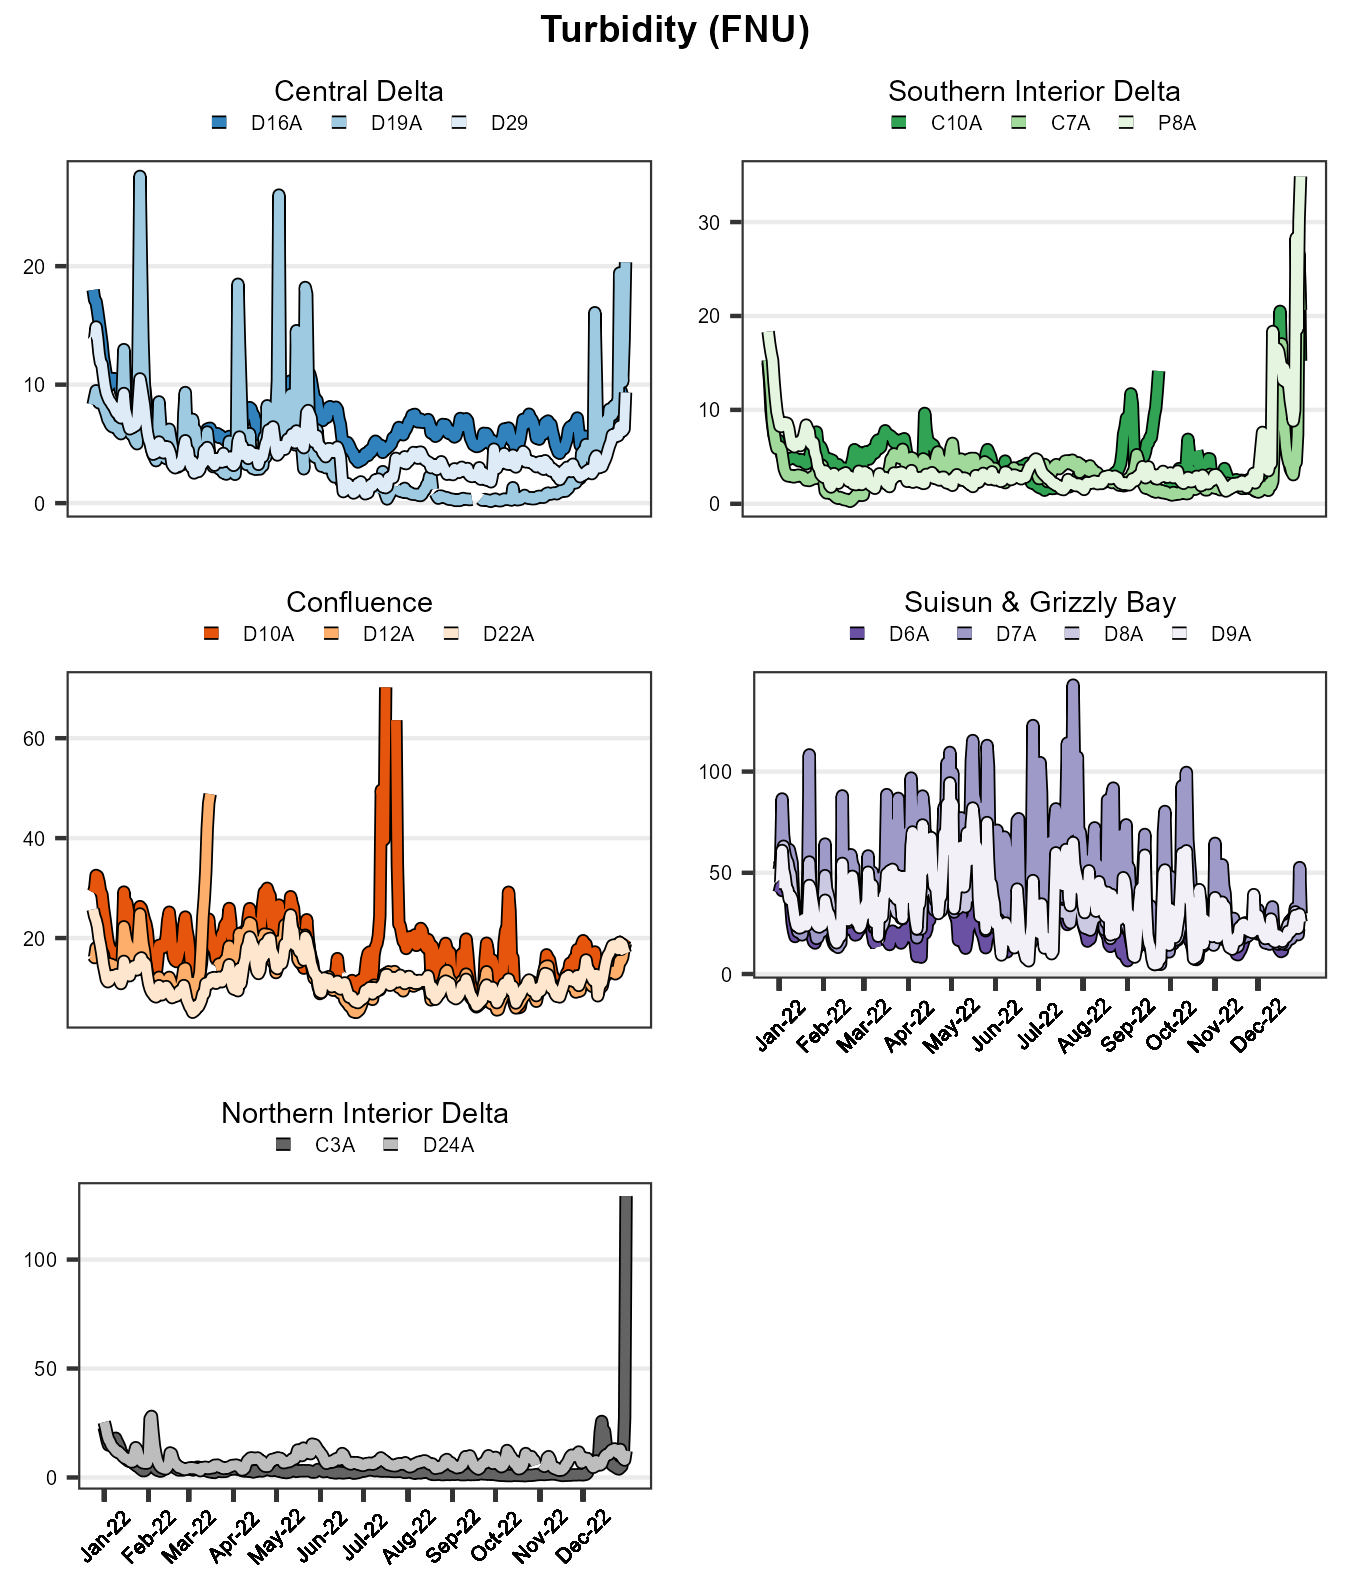 Turbidity (FNU)
Central Delta
D16A D19A D29
20
10
0
Southern Interior Delta
C10A C7A P8A
30
20
10
0
Confluence
D10A D12A D22A
60
40
20
Suisun & Grizzly Bay
D6A D7A D8A D9A
100
50
0
Jan-22 Feb-22 Mar-22 Apr-22 May-22 Jun-22 Jul-22 Aug-22 Sep-22 Oct-22 Nov-22 Dec-22
Northern Interior Delta
C3A D24A
100
50
0
Jan-22 Feb-22 Mar-22 Apr-22 May-22 Jun-22 Jul-22 Aug-22 Sep-22 Oct-22 Nov-22 Dec-22